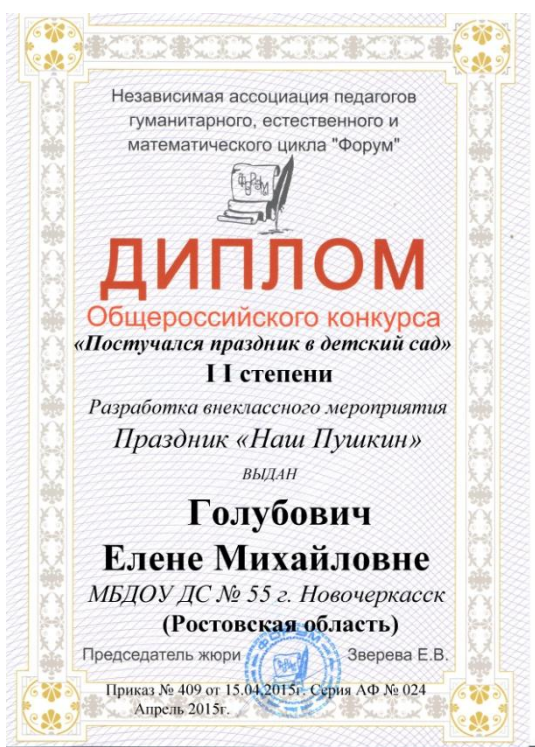 Независимая ассоциация педагогов
гуманитарного, естественного и
математического цикла "Форум"
ФОРУМ
ДИПЛОМ
Общероссийского конкурса
«Постучался праздник в детский сад»
I I степени
Разработка внеклассного мероприятия
Праздник «Наш Пушкин»
ВЫДАН
Голубович
Елене Михайловне
МБДОУ ДС № 55 г. Новочеркасск
(Ростовская область)
Председатель жюри Зверева Е.В.
Приказ № 409 от 15.04.2015г. Серия АФ № 024
Апрель 2015г.